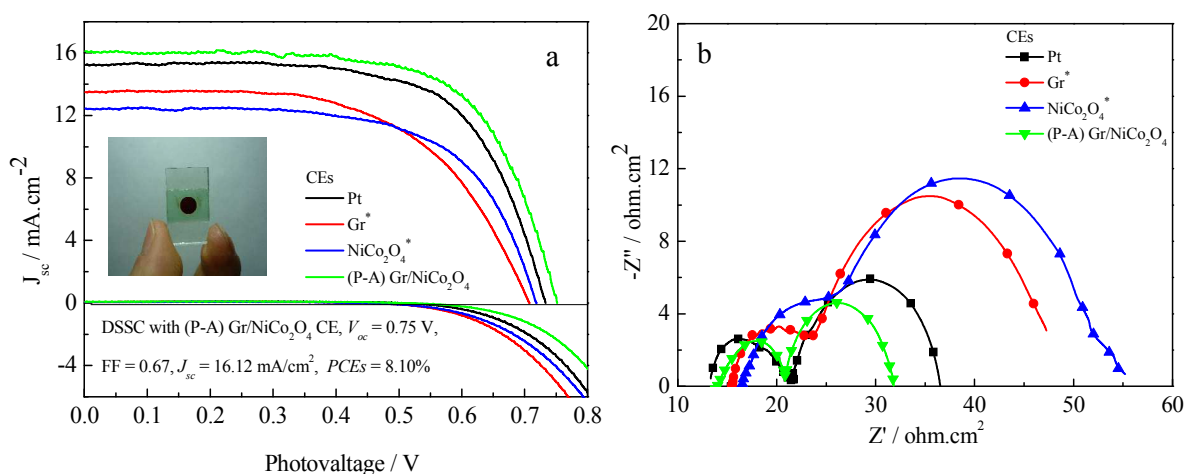 a
16
12
8
4
0
-4
J_sc / mA.cm^-2
CEs
Pt
Gr*
NiCo₂O₄*
(P-A) Gr/NiCo₂O₄
DSSC with (P-A) Gr/NiCo₂O₄ CE, V_oc = 0.75 V,
FF = 0.67, J_sc = 16.12 mA/cm², PCEs = 8.10%
0.0 0.1 0.2 0.3 0.4 0.5 0.6 0.7 0.8
Photovaltage / V
b
20
16
12
8
4
0
-Z'' / ohm.cm²
CEs
Pt
Gr*
NiCo₂O₄*
(P-A) Gr/NiCo₂O₄
10 20 30 40 50 60
Z' / ohm.cm²